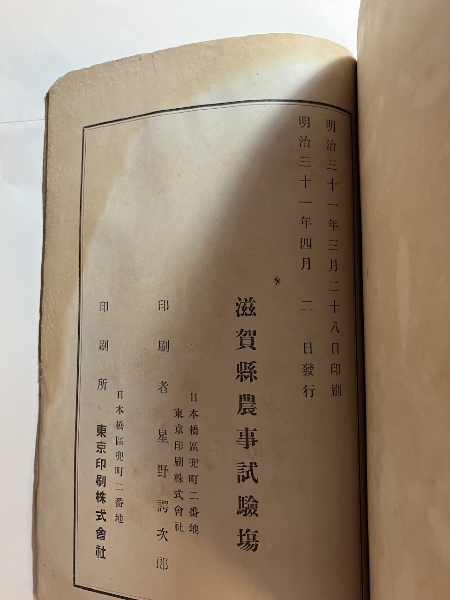 明治三十一年三月二十八日印刷
明治三十一年四月二日發行
滋賀縣農事試驗塲
日本橋區兜町二番地
東京印刷株式會社
印刷者 星野諤次郎
日本橋區兜町二番地
印刷所 東京印刷株式會社